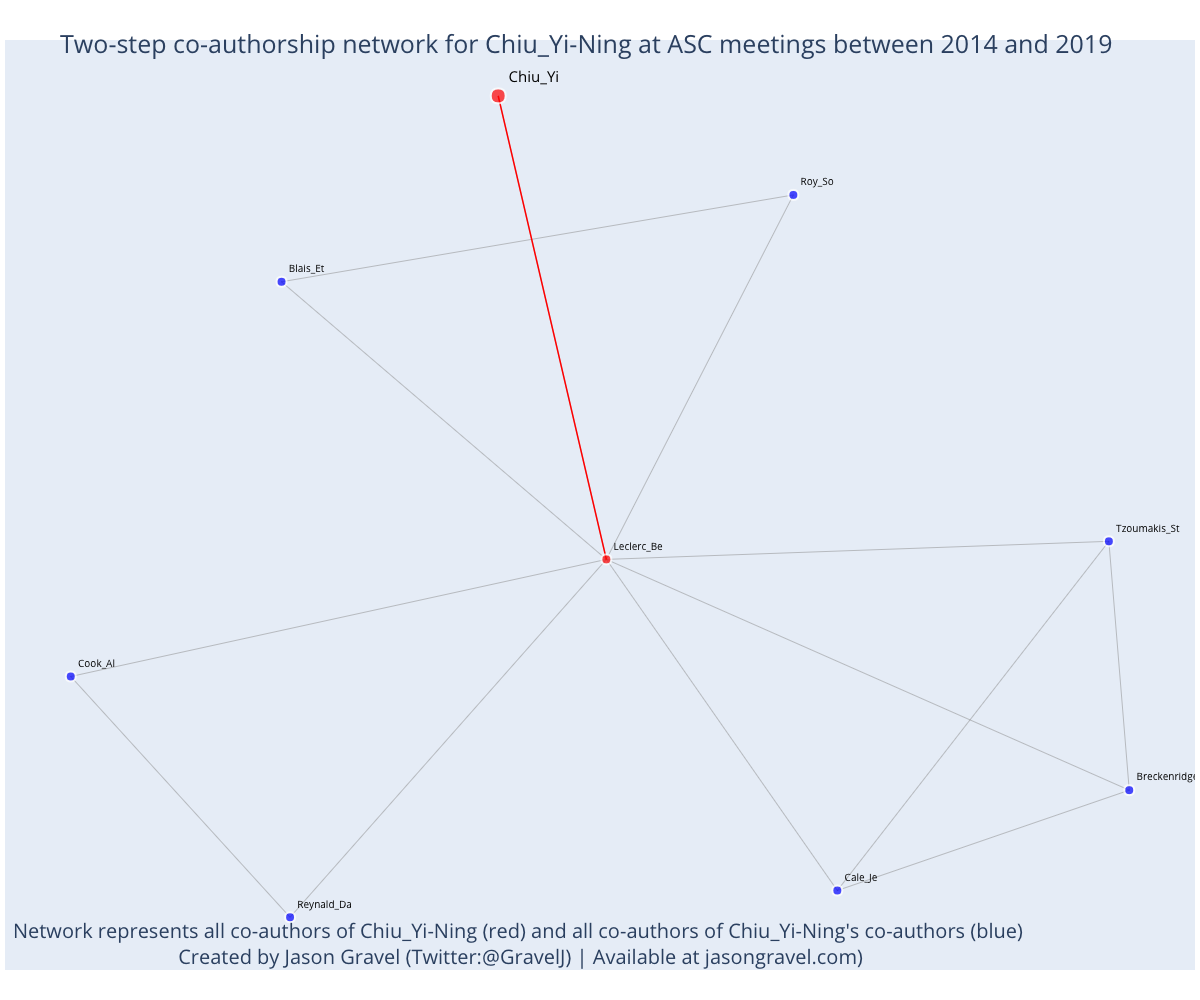 Two-step co-authorship network for Chiu_Yi-Ning at ASC meetings between 2014 and 2019
Chiu_Yi
Roy_So
Blais_Et
Tzoumakis_St
Leclerc_Be
Cook_Al
Breckenridge
Cale_Je
Reynald_Da
Network represents all co-authors of Chiu_Yi-Ning (red) and all co-authors of Chiu_Yi-Ning's co-authors (blue)
Created by Jason Gravel (Twitter:@GravelJ) | Available at jasongravel.com)